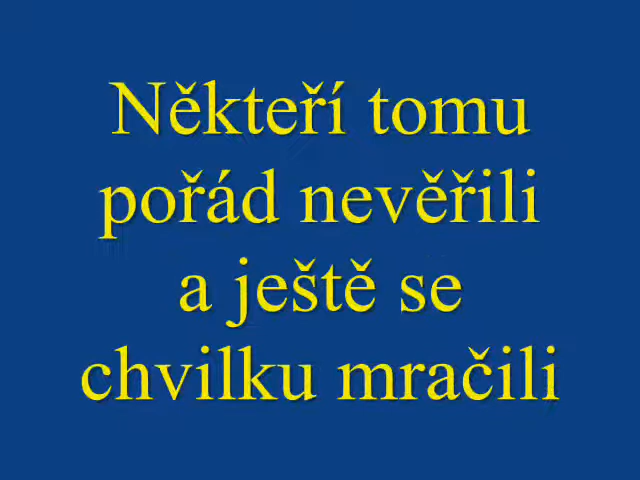 Někteří tomu
pořád nevěřili
a ještě se
chvilku mračili